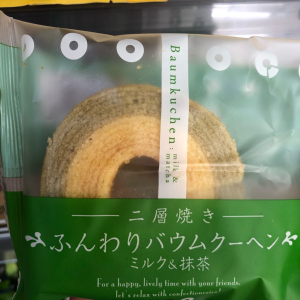 Baumkuchen: milk &
matcha
二層焼き
ふんわりバウムクーヘン
ミルク&抹茶
For a happy, lively time with your friends,
let's relax with confectioneries!